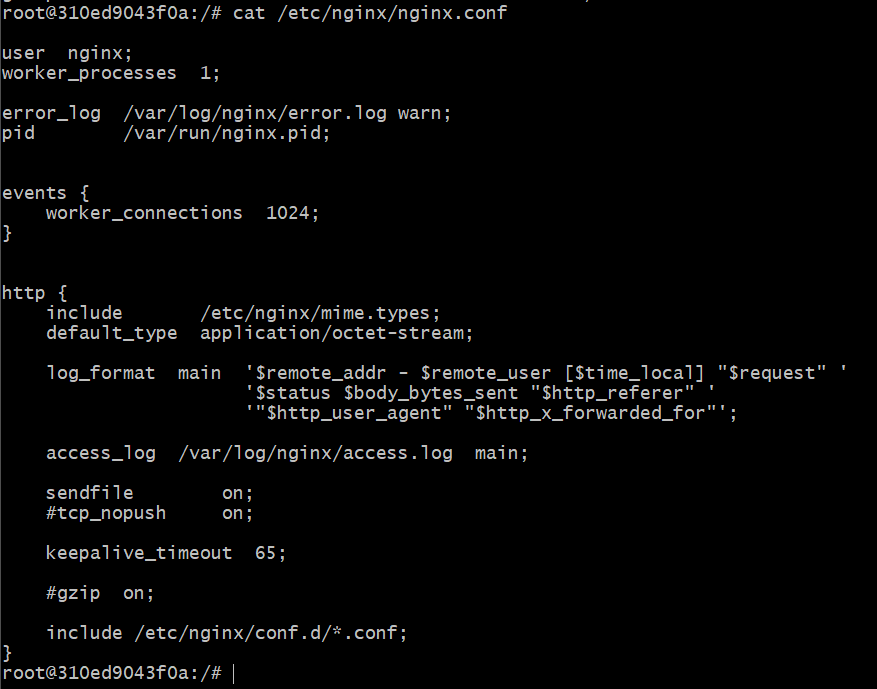 root@310ed9043f0a:/# cat /etc/nginx/nginx.conf
user  nginx;
worker_processes  1;
error_log  /var/log/nginx/error.log warn;
pid        /var/run/nginx.pid;
events {
    worker_connections  1024;
}
http {
    include       /etc/nginx/mime.types;
    default_type  application/octet-stream;
    log_format  main  '$remote_addr - $remote_user [$time_local] "$request" '
                      '$status $body_bytes_sent "$http_referer" '
                      '"$http_user_agent" "$http_x_forwarded_for"';
    access_log  /var/log/nginx/access.log  main;
    sendfile        on;
    #tcp_nopush     on;
    keepalive_timeout  65;
    #gzip  on;
    include /etc/nginx/conf.d/*.conf;
}
root@310ed9043f0a:/#